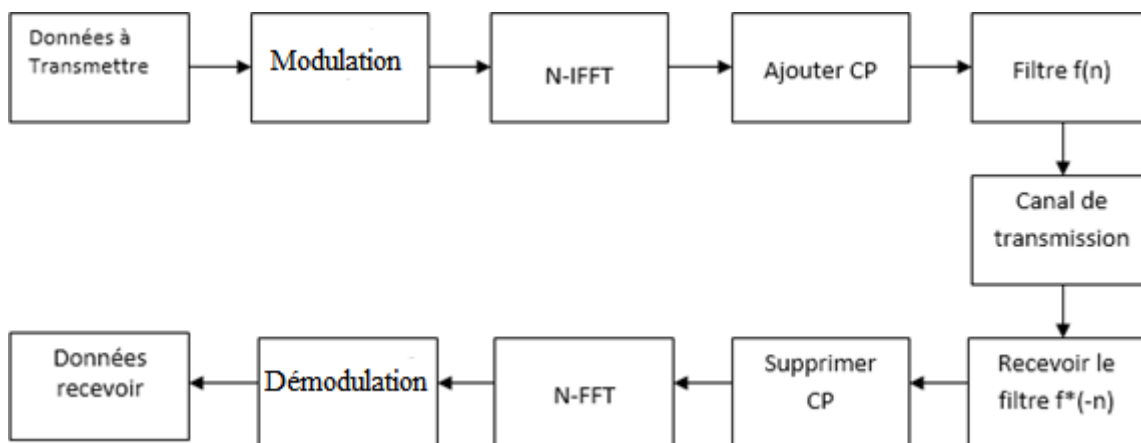 Données à
Transmettre
Modulation
N-IFFT
Ajouter CP
Filtre f(n)
Canal de
transmission
Recevoir le
filtre f*(-n)
Supprimer
CP
N-FFT
Démodulation
Données
recevoir